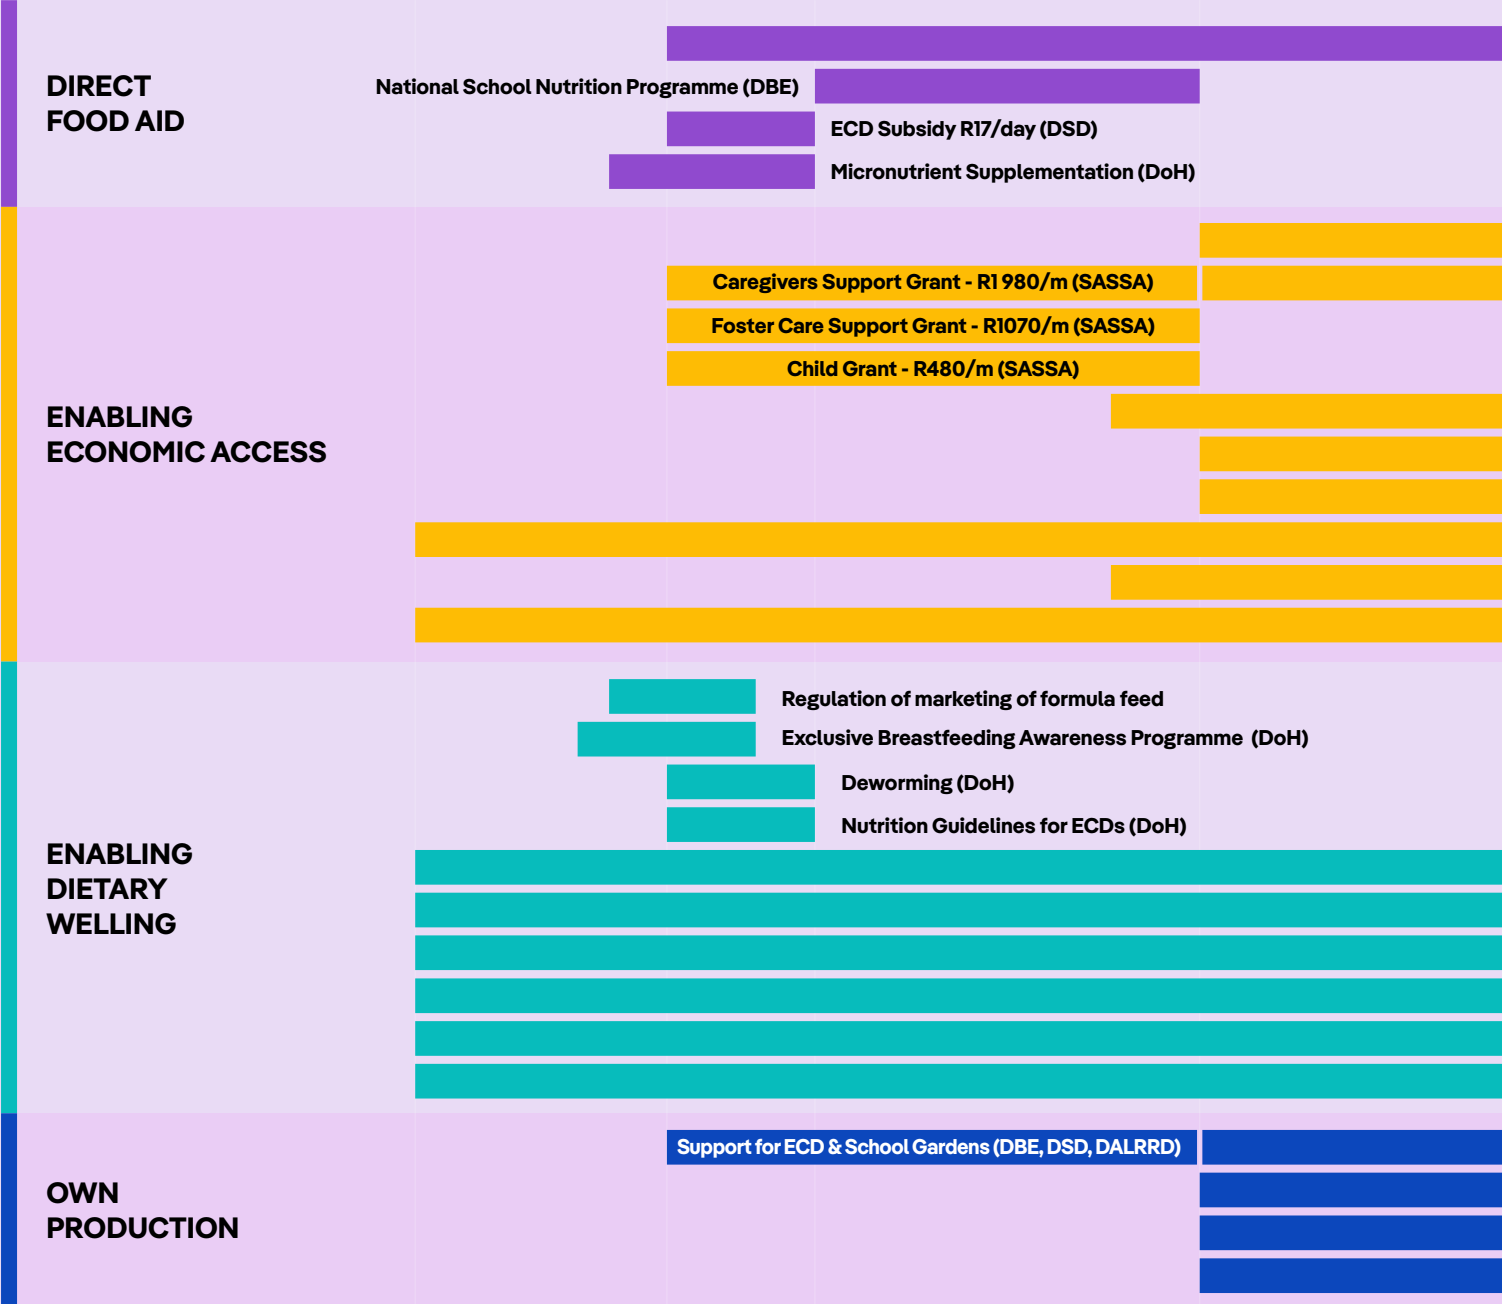 DIRECT
FOOD AID
National School Nutrition Programme (DBE)
ECD Subsidy R17/day (DSD)
Micronutrient Supplementation (DoH)
ENABLING
ECONOMIC ACCESS
Caregivers Support Grant - R1 980/m (SASSA)
Foster Care Support Grant - R1070/m (SASSA)
Child Grant - R480/m (SASSA)
ENABLING
DIETARY
WELLING
Regulation of marketing of formula feed
Exclusive Breastfeeding Awareness Programme (DoH)
Deworming (DoH)
Nutrition Guidelines for ECDs (DoH)
OWN
PRODUCTION
Support for ECD & School Gardens (DBE, DSD, DALRRD)